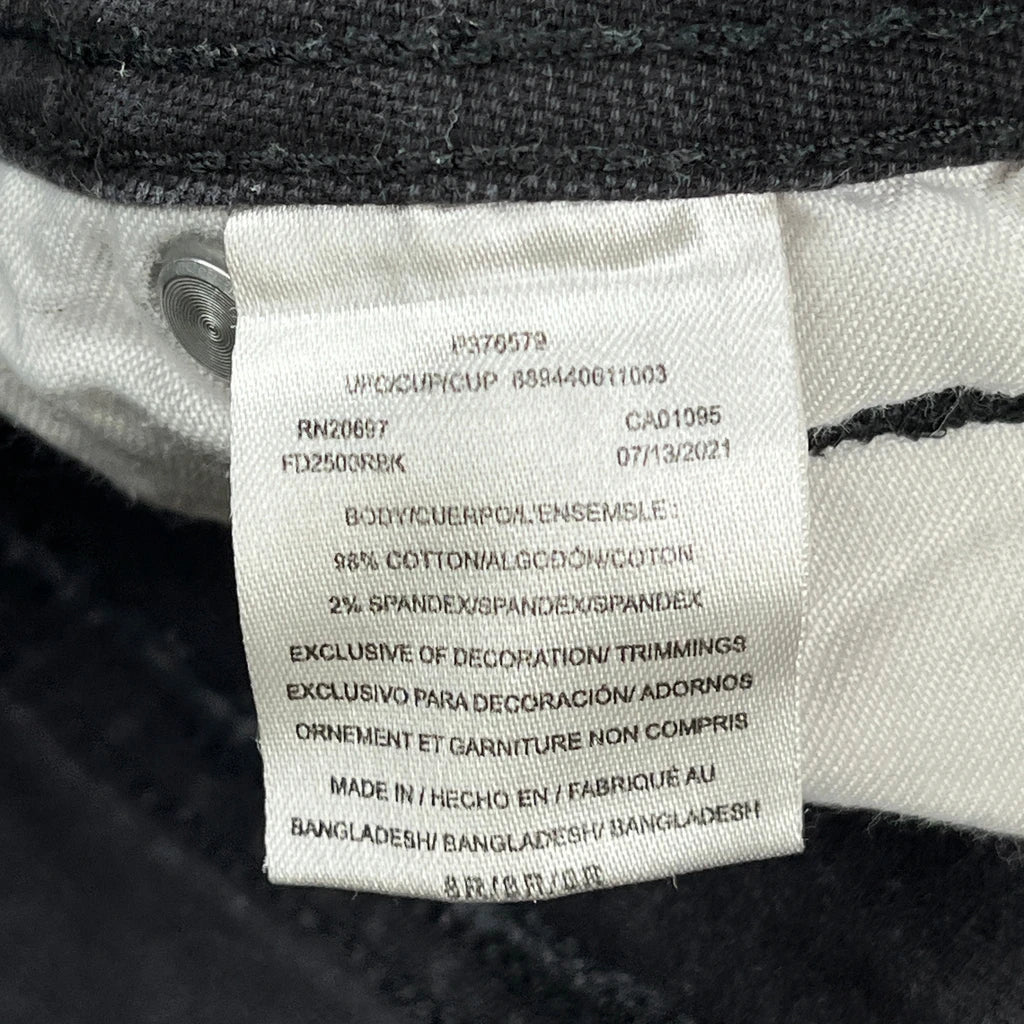 P376579
UPC/CUP/CUP 889440611003
RN20697 CA01095
FD2500RBK 07/13/2021
BODY/CUERPO/L'ENSEMBLE:
98% COTTON/ALGODÓN/COTON
2% SPANDEX/SPANDEX/SPANDEX
EXCLUSIVE OF DECORATION/ TRIMMINGS
EXCLUSIVO PARA DECORACIÓN/ ADORNOS
ORNEMENT ET GARNITURE NON COMPRIS
MADE IN / HECHO EN / FABRIQUÉ AU
BANGLADESH/ BANGLADESH/ BANGLADESH